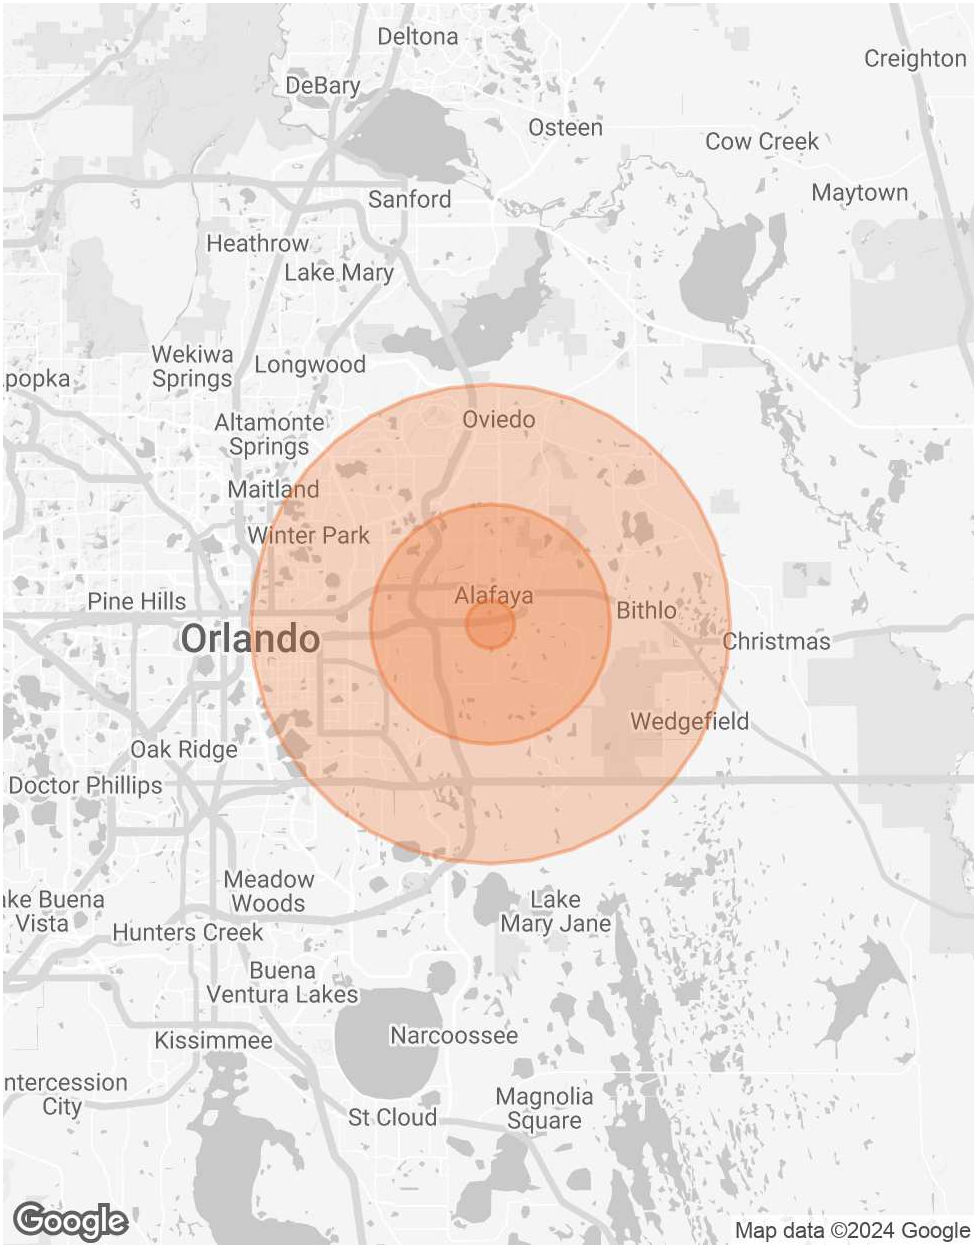 Deltona
Creighton
DeBary
Osteen
Cow Creek
Maytown
Sanford
Heathrow
Lake Mary
Wekiwa
Springs
Longwood
popka
Oviedo
Altamonte
Springs
Maitland
Winter Park
Alafaya
Pine Hills
Bithlo
Orlando
Christmas
Wedgefield
Oak Ridge
Doctor Phillips
Meadow
Woods
ke Buena
Vista
Lake
Mary Jane
Hunters Creek
Buena
Ventura Lakes
Narcoossee
Kissimmee
ntercession
City
Magnolia
Square
St Cloud
Google
Map data ©2024 Google